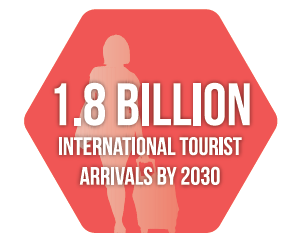 1.8 BILLION
INTERNATIONAL TOURIST
ARRIVALS BY 2030